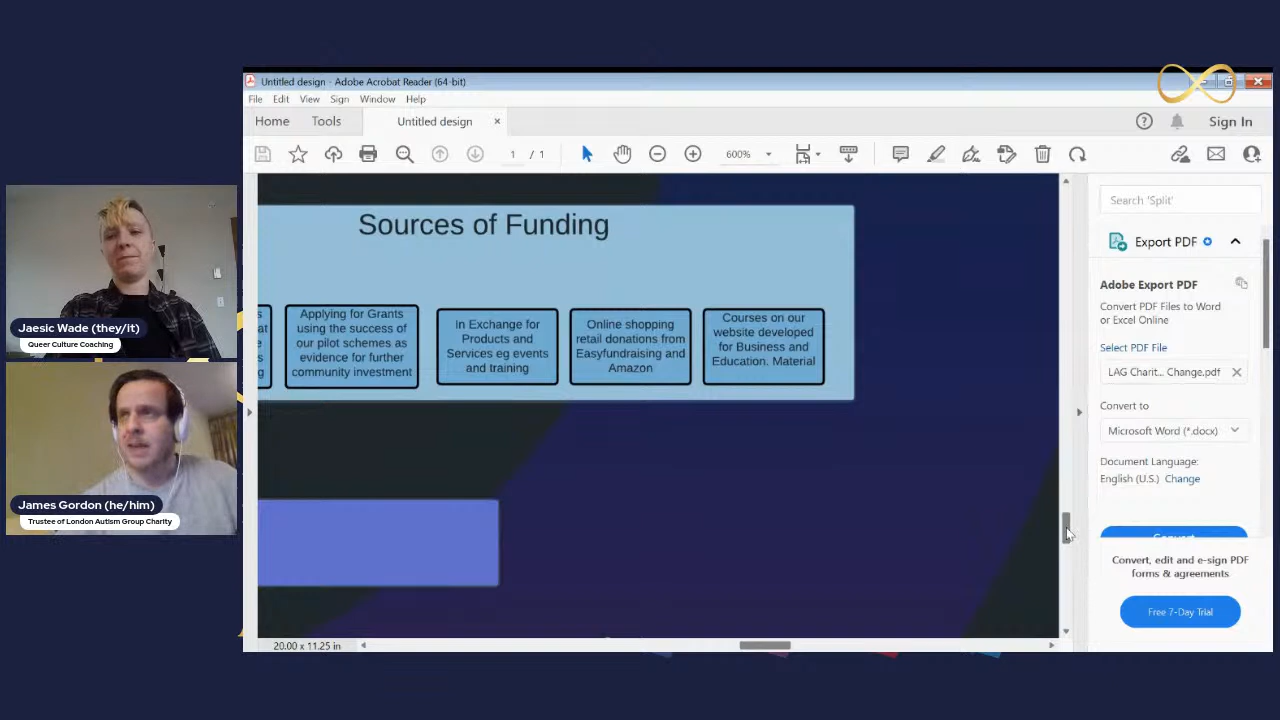 Untitled design - Adobe Acrobat Reader (64-bit)
File Edit View Sign Window Help
Home Tools Untitled design ×
Sign In
1 / 1
600%
Sources of Funding
s
at
e
s
g
Applying for Grants
using the success of
our pilot schemes as
evidence for further
community investment
In Exchange for
Products and
Services eg events
and training
Online shopping
retail donations from
Easyfundraising and
Amazon
Courses on our
website developed
for Business and
Education. Material
20.00 x 11.25 in
Search 'Split'
Export PDF
Adobe Export PDF
Convert PDF Files to Word
or Excel Online
Select PDF File
LAG Charit... Change.pdf
Convert to
Microsoft Word (*.docx)
Document Language:
English (U.S.) Change
Convert
Convert, edit and e-sign PDF
forms & agreements
Free 7-Day Trial
Jaesic Wade (they/it)
Queer Culture Coaching
James Gordon (he/him)
Trustee of London Autism Group Charity